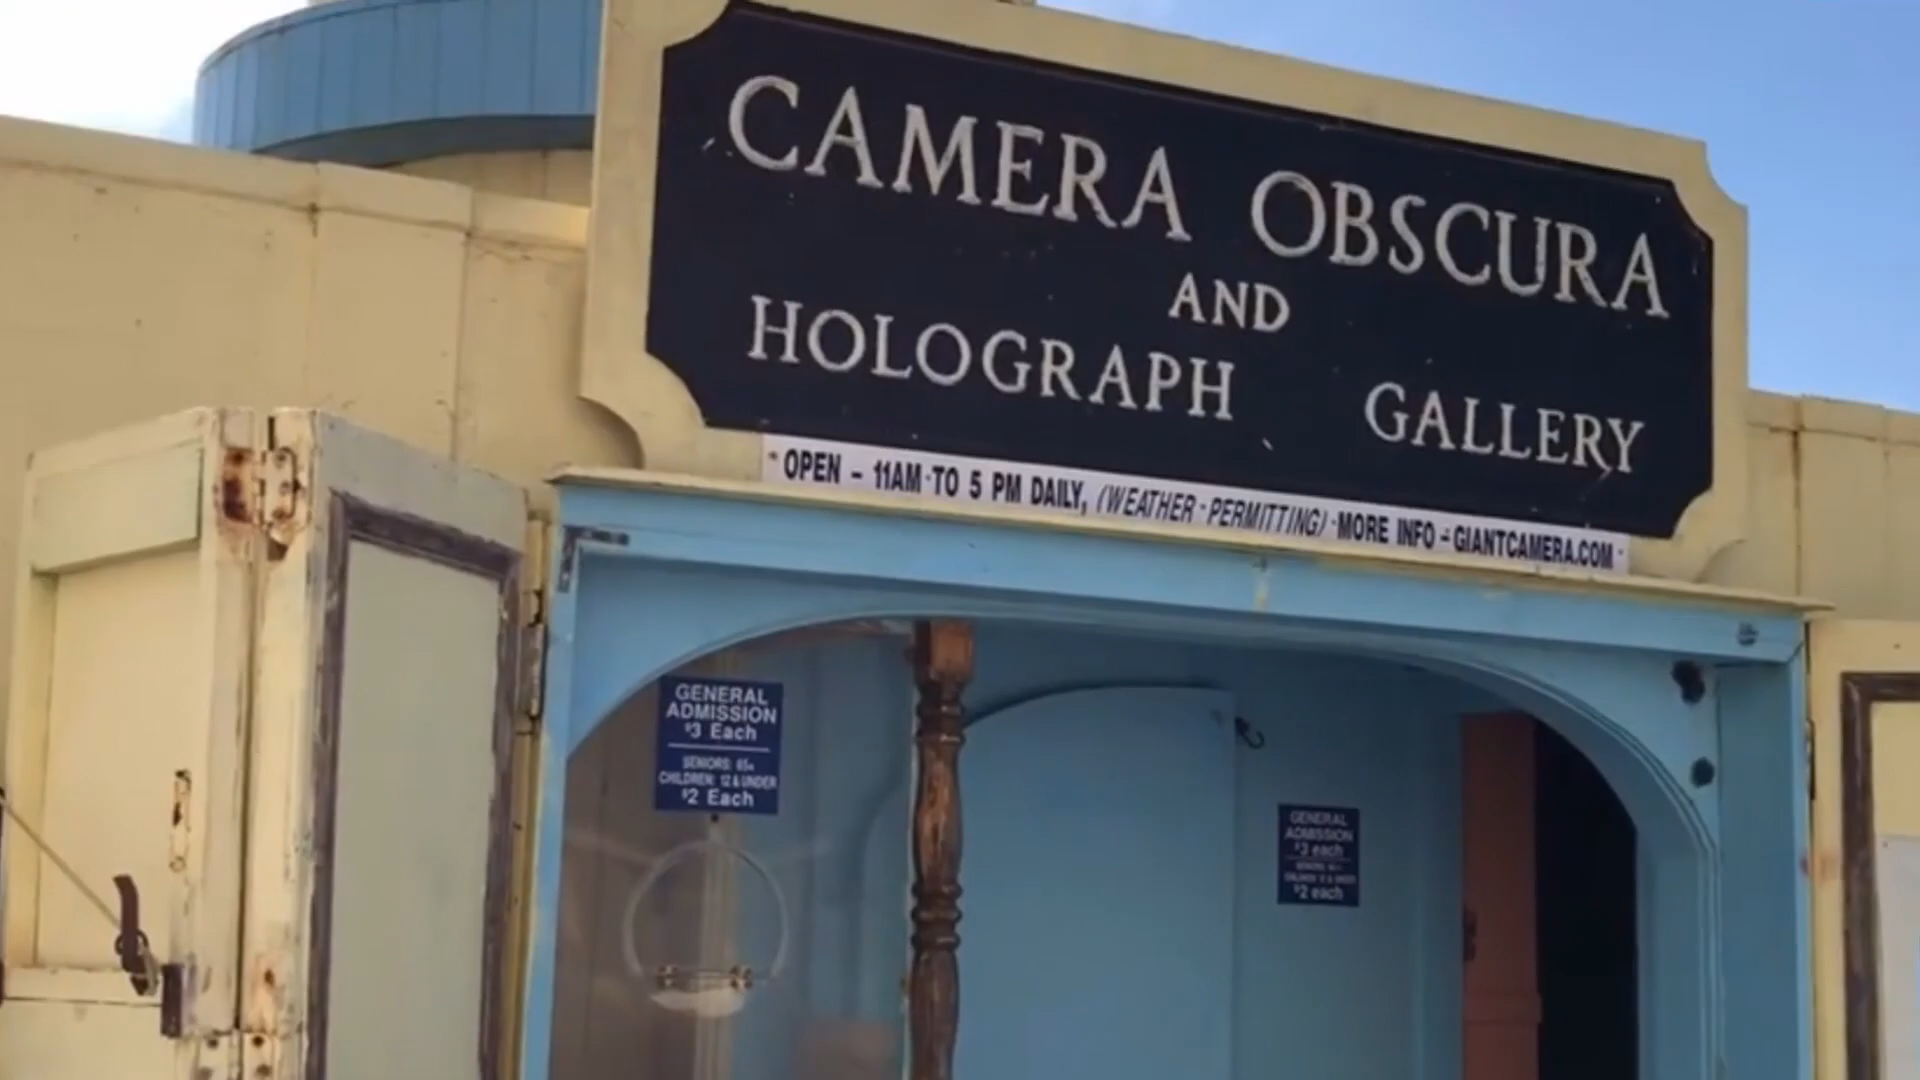 CAMERA OBSCURA
AND
HOLOGRAPH GALLERY
OPEN - 11AM TO 5 PM DAILY, (WEATHER PERMITTING) MORE INFO - GIANTCAMERA.COM
GENERAL
ADMISSION
$3 Each
SENIORS: 65+
CHILDREN: 12 & UNDER
$2 Each
GENERAL
ADMISSION
$3 each
$2 each